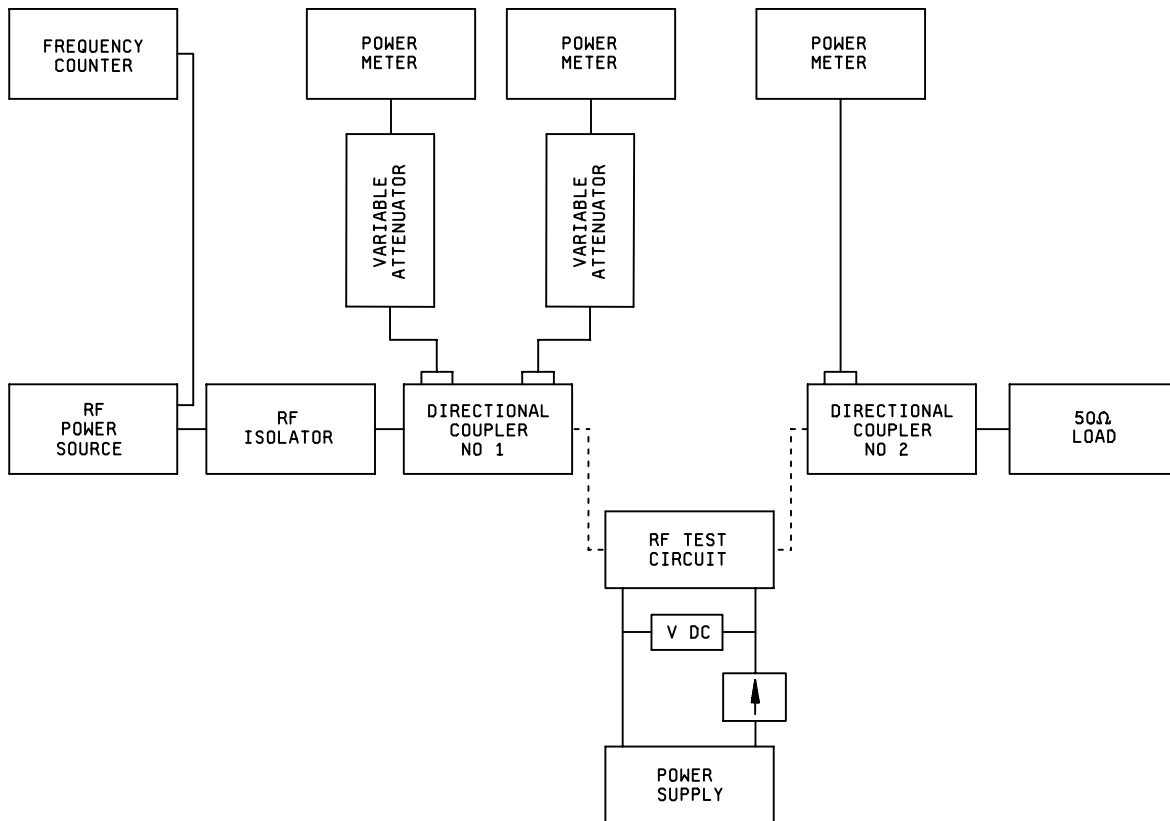 FREQUENCY
COUNTER
POWER
METER
POWER
METER
POWER
METER
VARIABLE
ATTENUATOR
VARIABLE
ATTENUATOR
RF
POWER
SOURCE
RF
ISOLATOR
DIRECTIONAL
COUPLER
NO 1
DIRECTIONAL
COUPLER
NO 2
50Ω
LOAD
RF TEST
CIRCUIT
V DC
POWER
SUPPLY